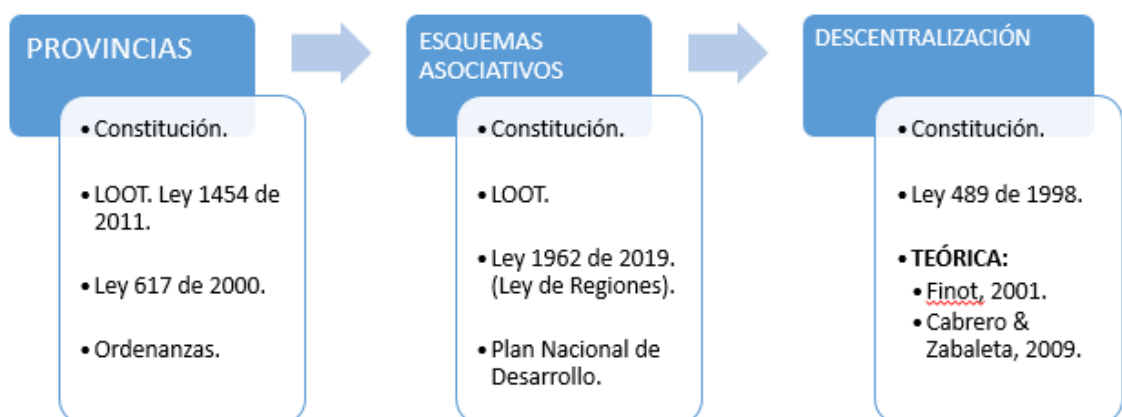 PROVINCIAS
• Constitución.
• LOOT. Ley 1454 de
2011.
• Ley 617 de 2000.
• Ordenanzas.
ESQUEMAS
ASOCIATIVOS
• Constitución.
• LOOT.
• Ley 1962 de 2019.
(Ley de Regiones).
• Plan Nacional de
Desarrollo.
DESCENTRALIZACIÓN
• Constitución.
• Ley 489 de 1998.
• TEÓRICA:
• Finot, 2001.
• Cabrero &
Zabaleta, 2009.